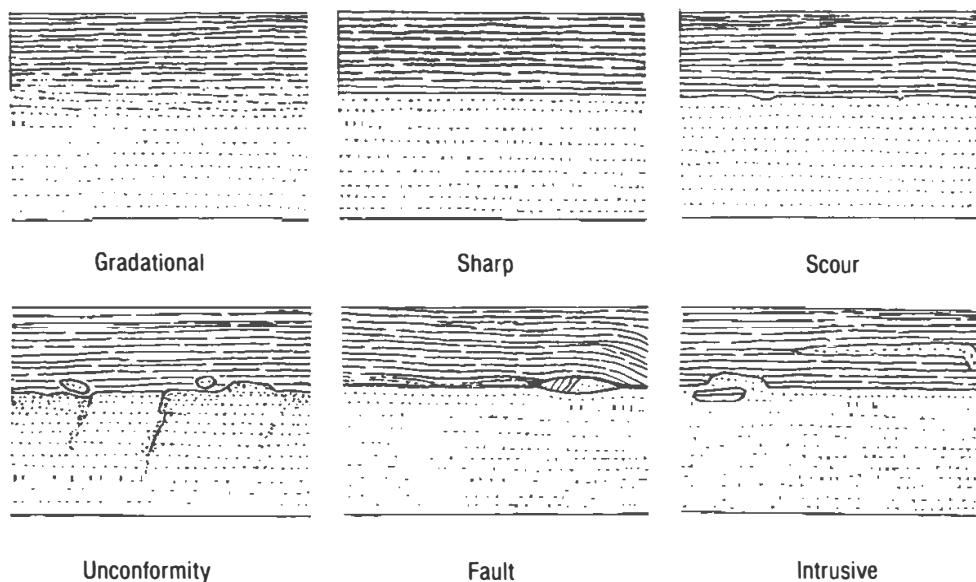 Gradational
Sharp
Scour
Unconformity
Fault
Intrusive